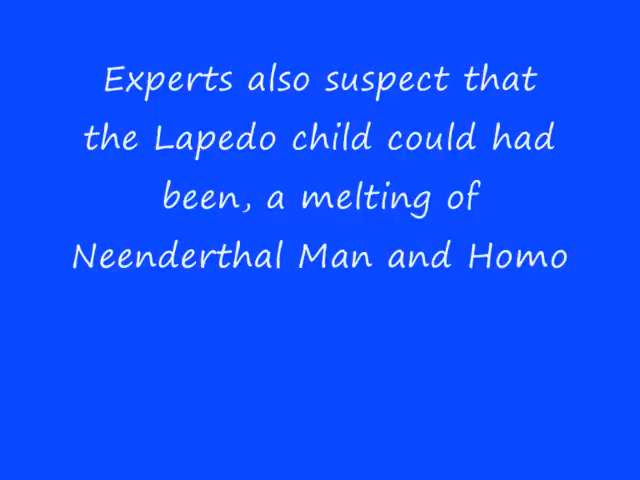 Experts also suspect that
the Lapedo child could had
been, a melting of
Neenderthal Man and Homo